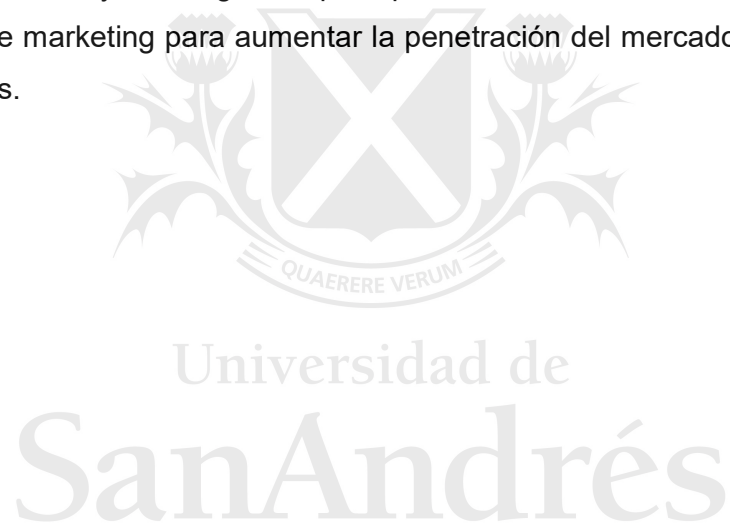 e marketing para aumentar la penetración del mercado
s.
QUAERERE VERUM
Universidad de
SanAndrés